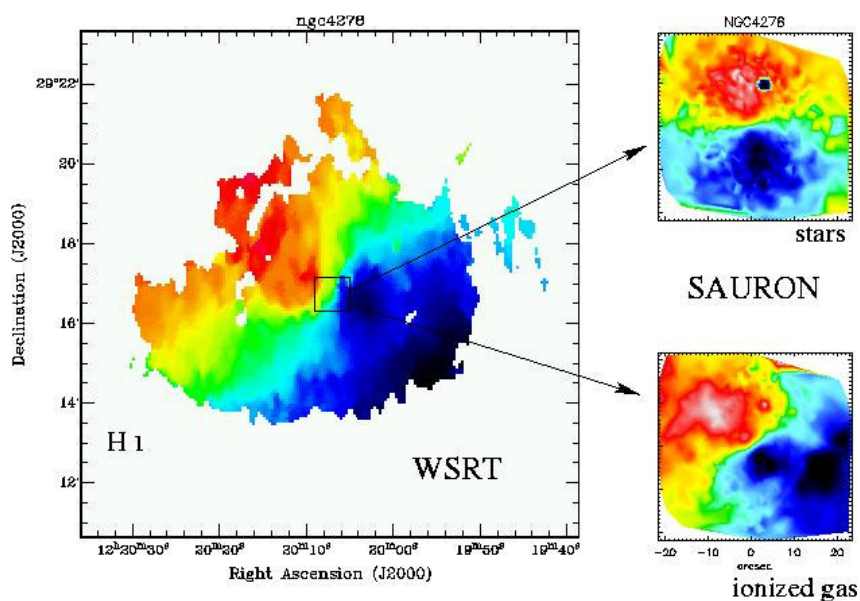 ngc4278
29°22'
20'
18'
16'
14'
12'
Declination (J2000)
H I
WSRT
12ʰ20ᵐ30ˢ
20ᵐ20ˢ
20ᵐ10ˢ
20ᵐ00ˢ
19ᵐ50ˢ
19ᵐ40ˢ
Right Ascension (J2000)
NGC4278
stars
SAURON
-20
-10
0
10
20
arcsec
ionized gas